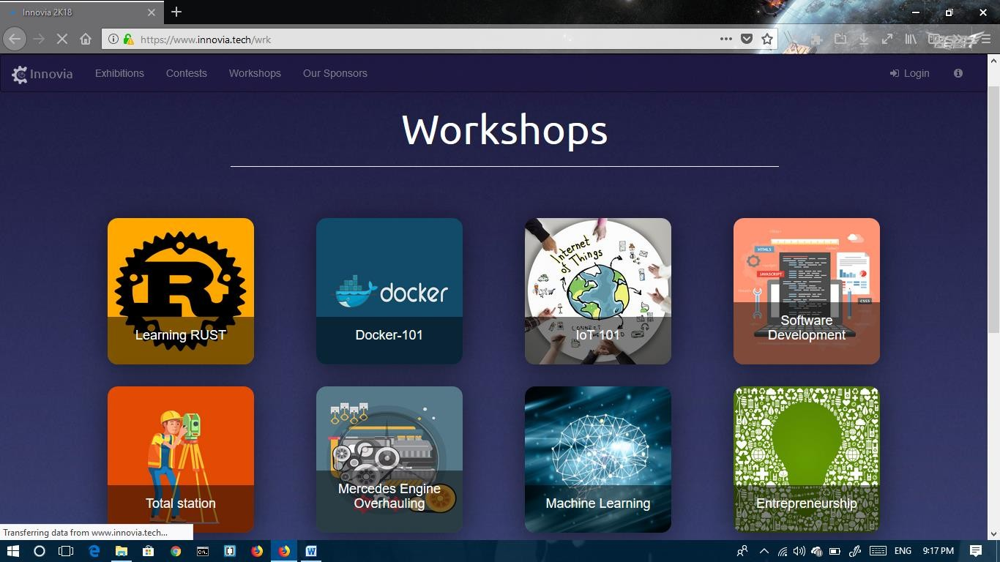 Innovia 2K18
https://www.innovia.tech/wrk
Innovia
Exhibitions
Contests
Workshops
Our Sponsors
Login
Workshops
R
Learning RUST
docker
Docker-101
Internet
of Things
CONNECT
IoT 101
HTML5
JAVASCRIPT
CSS3
Software
Development
Total station
Mercedes Engine
Overhauling
Machine Learning
Entrepreneurship
Transferring data from www.innovia.tech...
ENG
9:17 PM